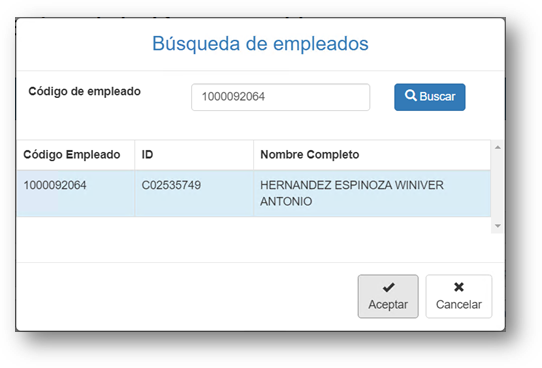 Búsqueda de empleados
Código de empleado 1000092064 Buscar
Código Empleado ID Nombre Completo
1000092064 C02535749 HERNANDEZ ESPINOZA WINIVER
ANTONIO
Aceptar Cancelar